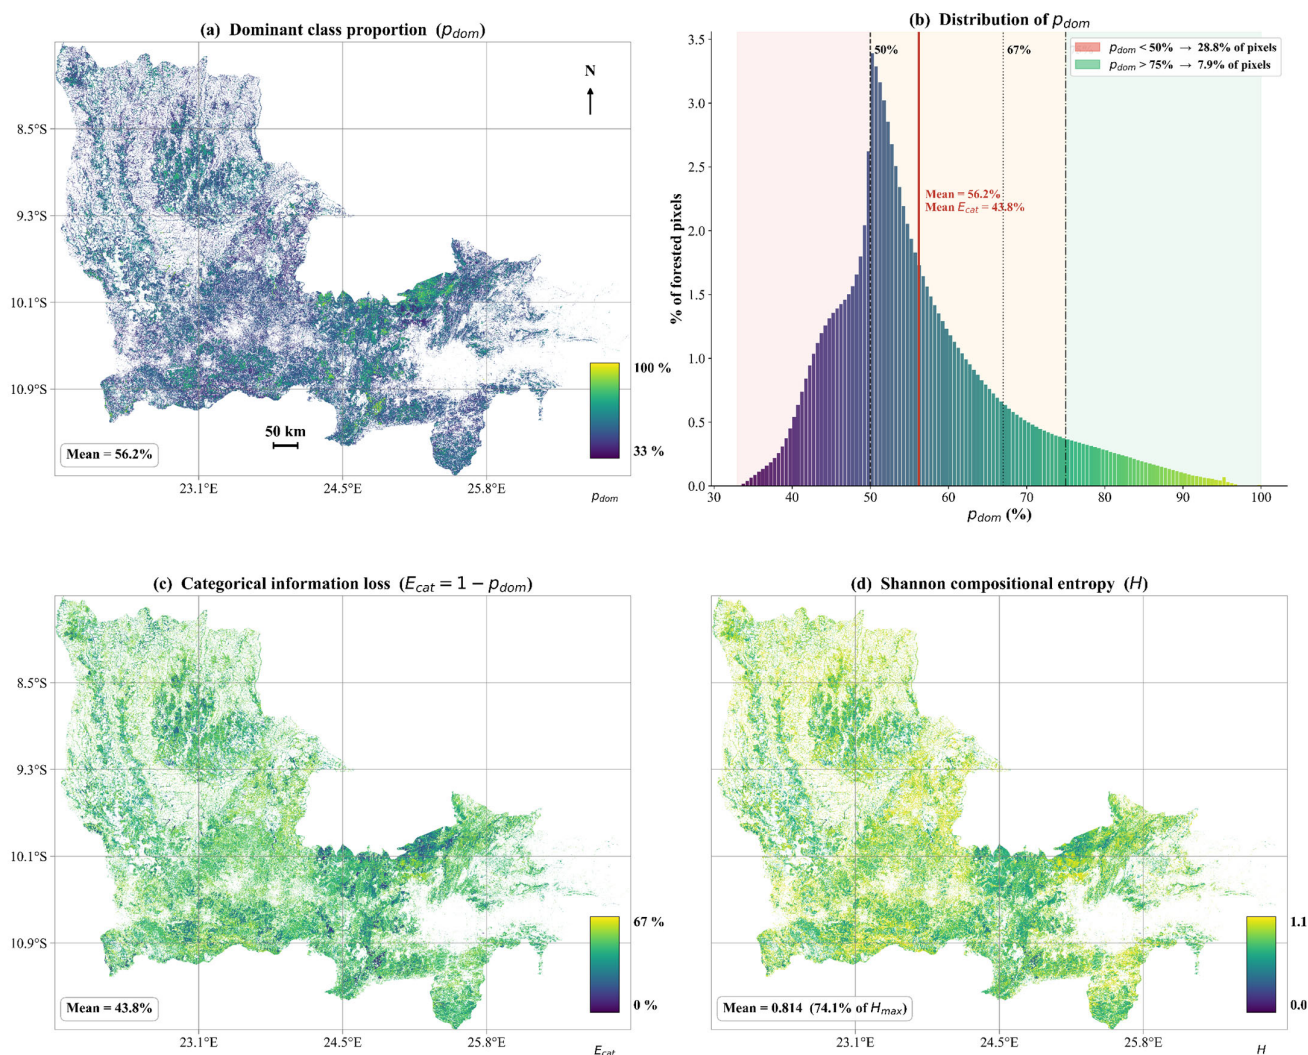 (a) Dominant class proportion (p_dom)
N
8.5°S
9.3°S
10.1°S
10.9°S
100 %
33 %
50 km
Mean = 56.2%
23.1°E
24.5°E
25.8°E
p_dom
(b) Distribution of p_dom
3.5
3.0
2.5
2.0
1.5
1.0
0.5
0.0
% of forested pixels
50%
67%
p_dom < 50% → 28.8% of pixels
p_dom > 75% → 7.9% of pixels
Mean = 56.2%
Mean E_cat = 43.8%
30
40
50
60
70
80
90
100
p_dom (%)
(c) Categorical information loss (E_cat = 1 − p_dom)
8.5°S
9.3°S
10.1°S
10.9°S
67 %
0 %
Mean = 43.8%
23.1°E
24.5°E
25.8°E
E_cat
(d) Shannon compositional entropy (H)
1.1
0.0
Mean = 0.814 (74.1% of H_max)
23.1°E
24.5°E
25.8°E
H